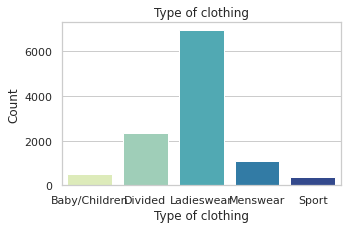 Type of clothing
6000
4000
2000
0
Count
Baby/Children Divided Ladieswear Menswear Sport
Type of clothing